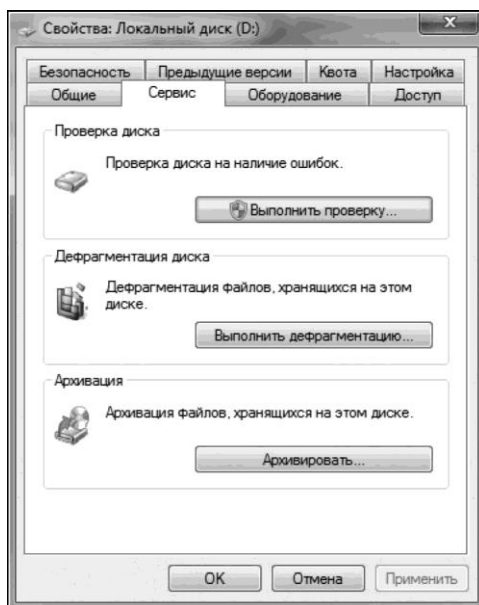 Свойства: Локальный диск (D:)
Безопасность Предыдущие версии Квота Настройка
Общие Сервис Оборудование Доступ
Проверка диска
Проверка диска на наличие ошибок.
Выполнить проверку...
Дефрагментация диска
Дефрагментация файлов, хранящихся на этом
диске.
Выполнить дефрагментацию...
Архивация
Архивация файлов, хранящихся на этом диске.
Архивировать...
OK Отмена Применить